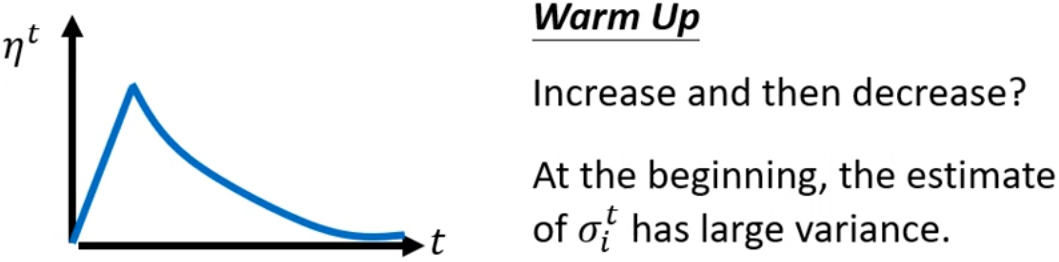 η^t
t
Warm Up
Increase and then decrease?
At the beginning, the estimate
of σ_i^t has large variance.